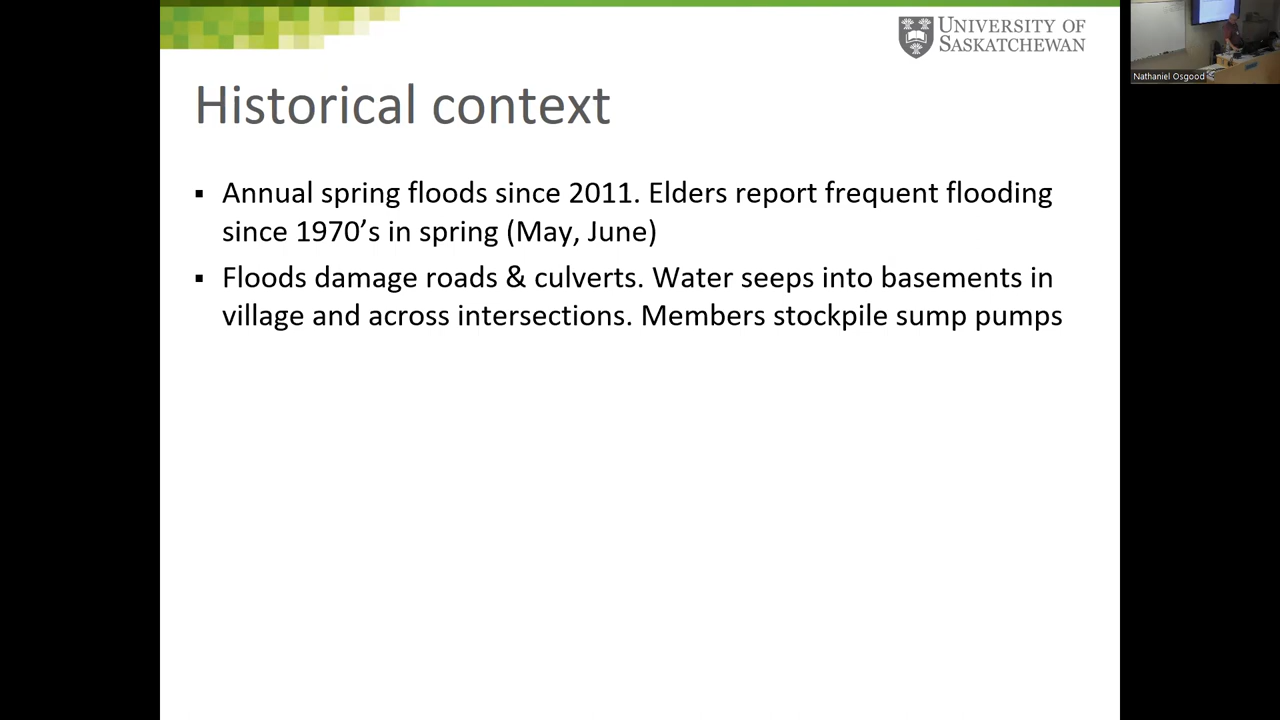 UNIVERSITY OF
SASKATCHEWAN
Nathaniel Osgood
Historical context
▪ Annual spring floods since 2011. Elders report frequent flooding
since 1970’s in spring (May, June)
▪ Floods damage roads & culverts. Water seeps into basements in
village and across intersections. Members stockpile sump pumps